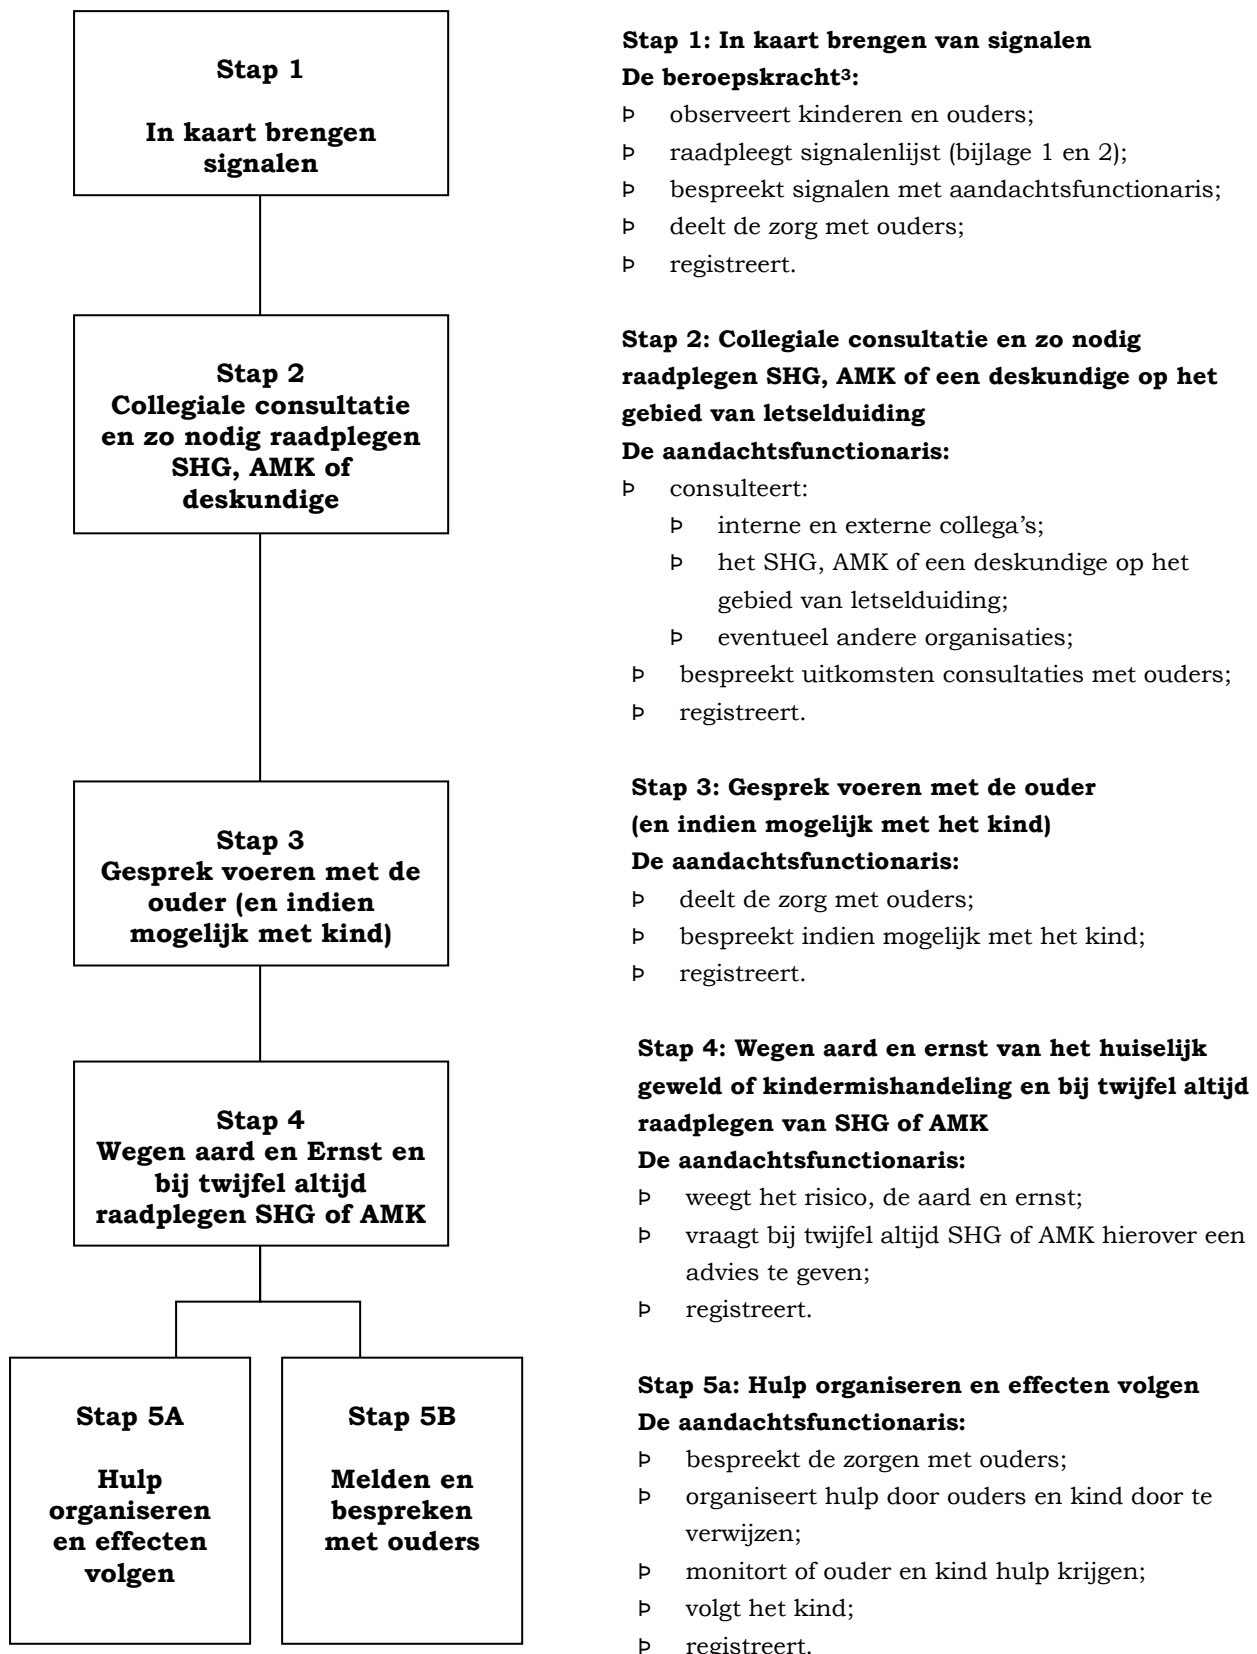 Stap 1
In kaart brengen
signalen
Stap 2
Collegiale consultatie
en zo nodig raadplegen
SHG, AMK of
deskundige
Stap 3
Gesprek voeren met de
ouder (en indien
mogelijk met kind)
Stap 4
Wegen aard en Ernst en
bij twijfel altijd
raadplegen SHG of AMK
Stap 5A
Hulp
organiseren
en effecten
volgen
Stap 5B
Melden en
bespreken
met ouders
Stap 1: In kaart brengen van signalen
De beroepskracht³:
Þ observeert kinderen en ouders;
Þ raadpleegt signalenlijst (bijlage 1 en 2);
Þ bespreekt signalen met aandachtsfunctionaris;
Þ deelt de zorg met ouders;
Þ registreert.
Stap 2: Collegiale consultatie en zo nodig
raadplegen SHG, AMK of een deskundige op het
gebied van letselduiding
De aandachtsfunctionaris:
Þ consulteert:
Þ interne en externe collega’s;
Þ het SHG, AMK of een deskundige op het
gebied van letselduiding;
Þ eventueel andere organisaties;
Þ bespreekt uitkomsten consultaties met ouders;
Þ registreert.
Stap 3: Gesprek voeren met de ouder
(en indien mogelijk met het kind)
De aandachtsfunctionaris:
Þ deelt de zorg met ouders;
Þ bespreekt indien mogelijk met het kind;
Þ registreert.
Stap 4: Wegen aard en ernst van het huiselijk
geweld of kindermishandeling en bij twijfel altijd
raadplegen van SHG of AMK
De aandachtsfunctionaris:
Þ weegt het risico, de aard en ernst;
Þ vraagt bij twijfel altijd SHG of AMK hierover een
advies te geven;
Þ registreert.
Stap 5a: Hulp organiseren en effecten volgen
De aandachtsfunctionaris:
Þ bespreekt de zorgen met ouders;
Þ organiseert hulp door ouders en kind door te
verwijzen;
Þ monitort of ouder en kind hulp krijgen;
Þ volgt het kind;
Þ registreert.